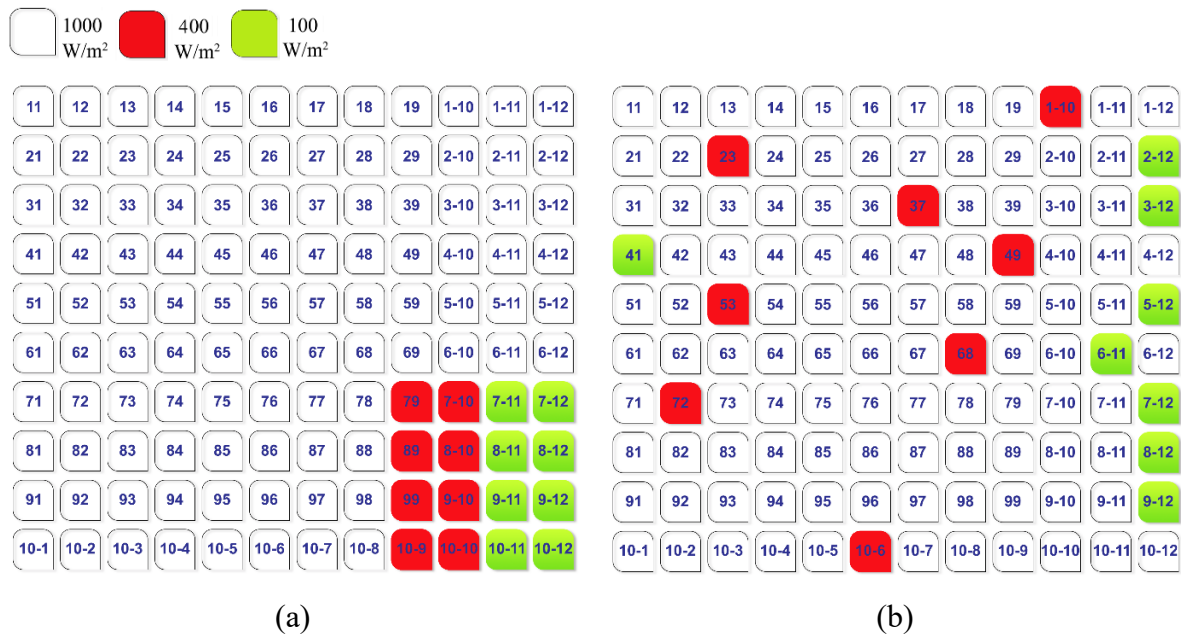 1000 W/m² 400 W/m² 100 W/m²
11 12 13 14 15 16 17 18 19 1-10 1-11 1-12
21 22 23 24 25 26 27 28 29 2-10 2-11 2-12
31 32 33 34 35 36 37 38 39 3-10 3-11 3-12
41 42 43 44 45 46 47 48 49 4-10 4-11 4-12
51 52 53 54 55 56 57 58 59 5-10 5-11 5-12
61 62 63 64 65 66 67 68 69 6-10 6-11 6-12
71 72 73 74 75 76 77 78 79 7-10 7-11 7-12
81 82 83 84 85 86 87 88 89 8-10 8-11 8-12
91 92 93 94 95 96 97 98 99 9-10 9-11 9-12
10-1 10-2 10-3 10-4 10-5 10-6 10-7 10-8 10-9 10-10 10-11 10-12
(a)
11 12 13 14 15 16 17 18 19 1-10 1-11 1-12
21 22 23 24 25 26 27 28 29 2-10 2-11 2-12
31 32 33 34 35 36 37 38 39 3-10 3-11 3-12
41 42 43 44 45 46 47 48 49 4-10 4-11 4-12
51 52 53 54 55 56 57 58 59 5-10 5-11 5-12
61 62 63 64 65 66 67 68 69 6-10 6-11 6-12
71 72 73 74 75 76 77 78 79 7-10 7-11 7-12
81 82 83 84 85 86 87 88 89 8-10 8-11 8-12
91 92 93 94 95 96 97 98 99 9-10 9-11 9-12
10-1 10-2 10-3 10-4 10-5 10-6 10-7 10-8 10-9 10-10 10-11 10-12
(b)